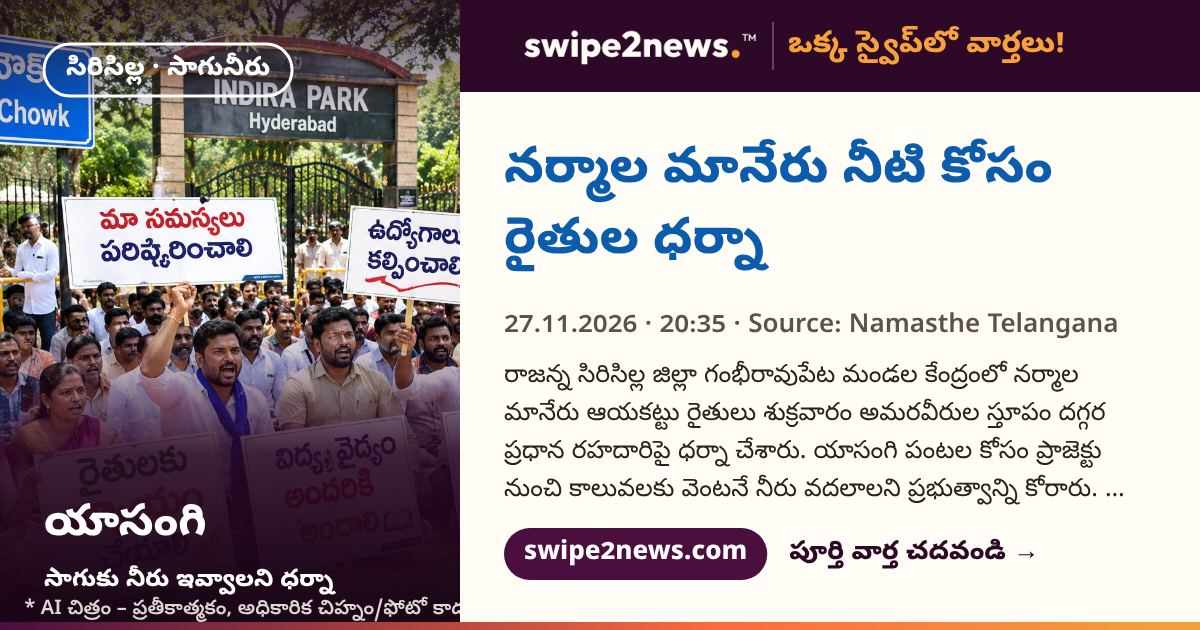 సిరిసిల్ల · సాగునీరు
చౌక్
Chowk
INDIRA PARK
Hyderabad
మా సమస్యలు
పరిష్కరించాలి
ఉద్యోగాలు
కల్పించాలి
రైతులకు
విద్య, వైద్యం
అందరికి
అందాలి
యాసంగి
సాగుకు నీరు ఇవ్వాలని ధర్నా
* AI చిత్రం – ప్రతీకాత్మకం, అధికారిక చిహ్నం/ఫోటో కాదు
swipe2news.™
ఒక్క స్వైప్‌లో వార్తలు!
నర్మాల మానేరు నీటి కోసం
రైతుల ధర్నా
27.11.2026 · 20:35 · Source: Namasthe Telangana
రాజన్న సిరిసిల్ల జిల్లా గంభీరావుపేట మండల కేంద్రంలో నర్మాల
మానేరు ఆయకట్టు రైతులు శుక్రవారం అమరవీరుల స్తూపం దగ్గర
ప్రధాన రహదారిపై ధర్నా చేశారు. యాసంగి పంటల కోసం ప్రాజెక్టు
నుంచి కాలువలకు వెంటనే నీరు వదలాలని ప్రభుత్వాన్ని కోరారు. ...
swipe2news.com
పూర్తి వార్త చదవండి →